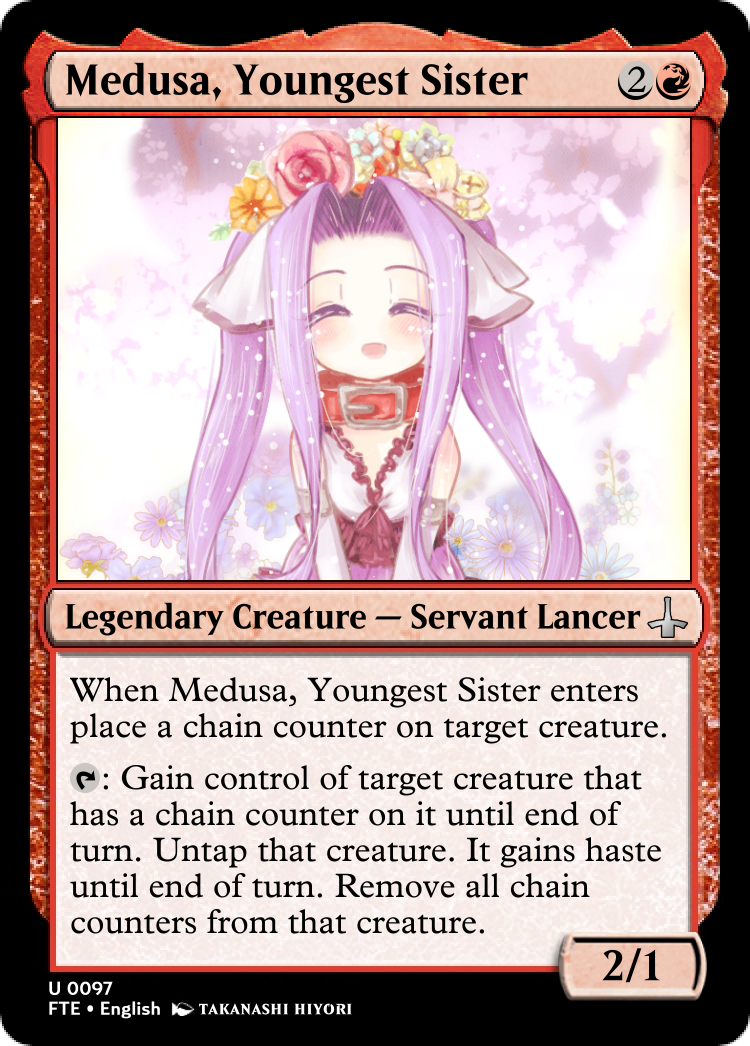 Medusa, Youngest Sister 2
Legendary Creature — Servant Lancer
When Medusa, Youngest Sister enters
place a chain counter on target creature.
: Gain control of target creature that
has a chain counter on it until end of
turn. Untap that creature. It gains haste
until end of turn. Remove all chain
counters from that creature.
2/1
U 0097
FTE • English TAKANASHI HIYORI